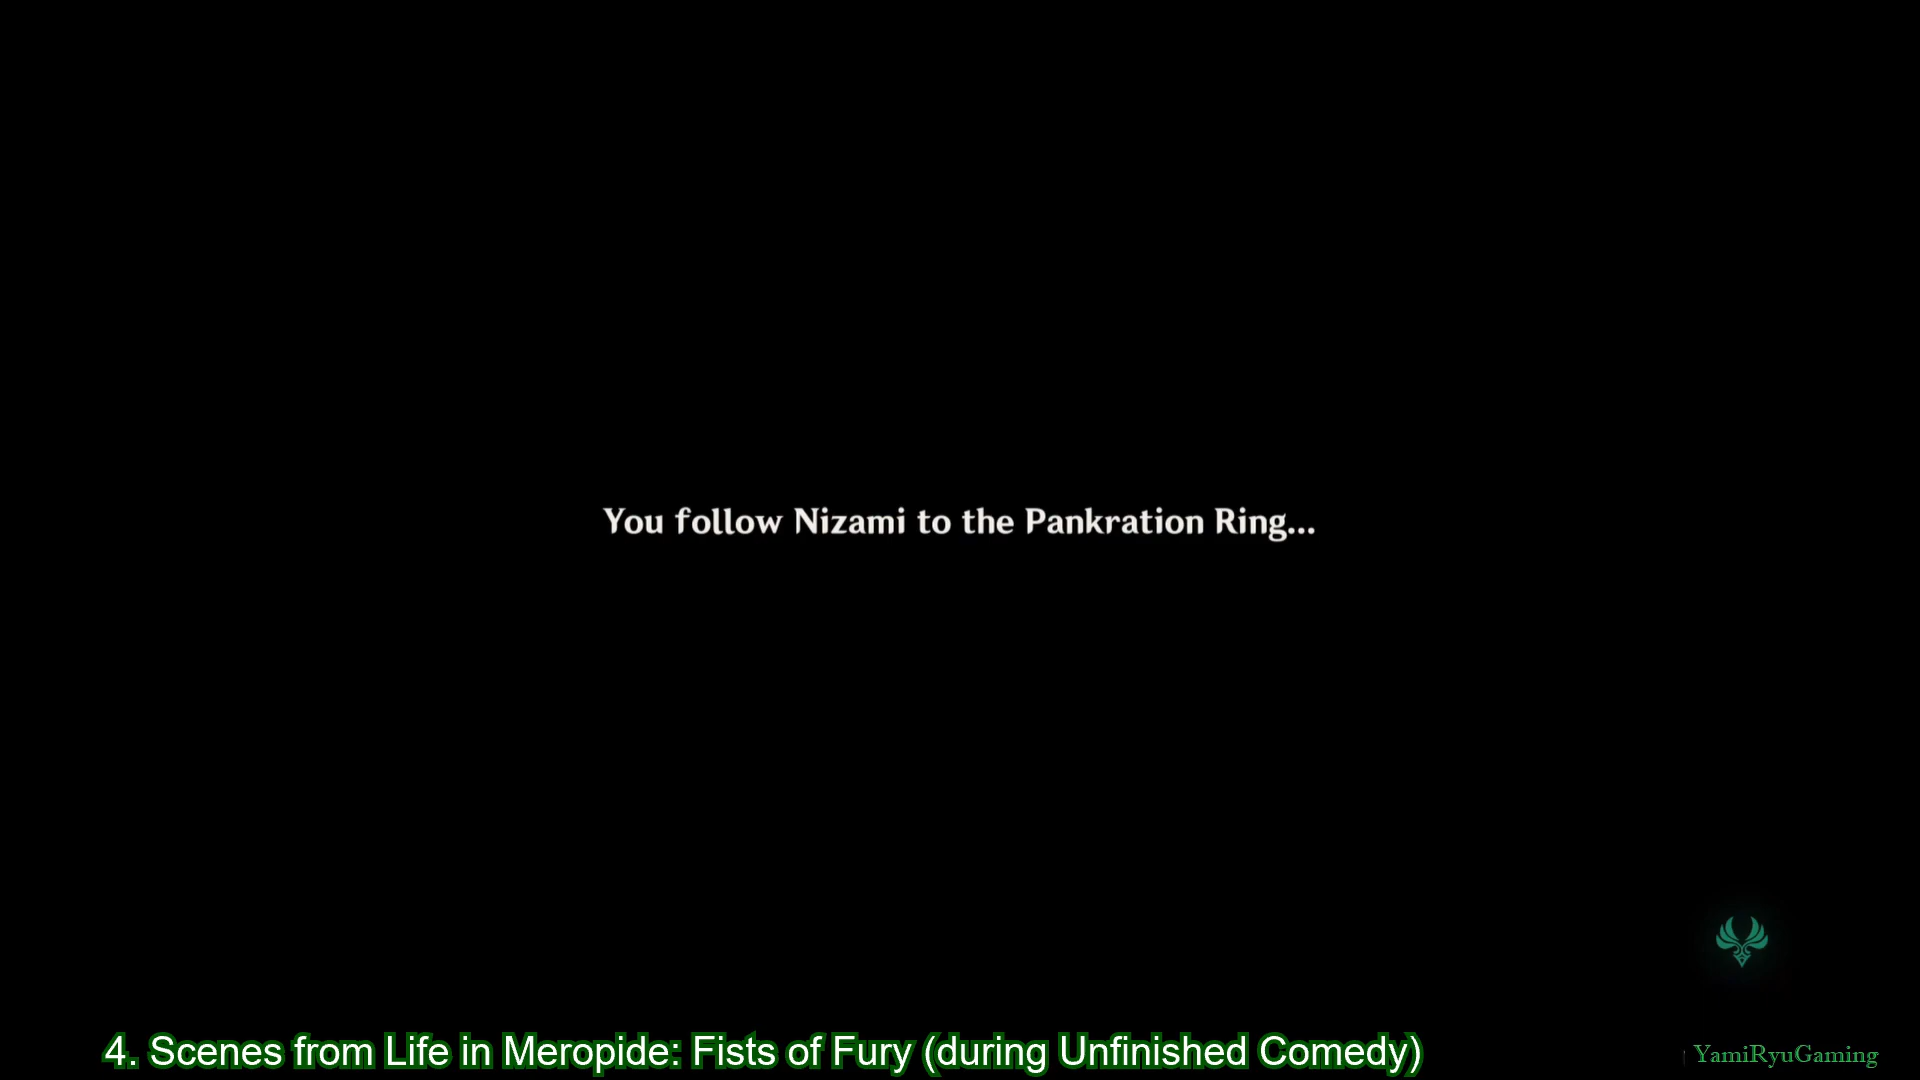 You follow Nizami to the Pankration Ring...
4. Scenes from Life in Meropide: Fists of Fury (during Unfinished Comedy)
YamiRyuGaming